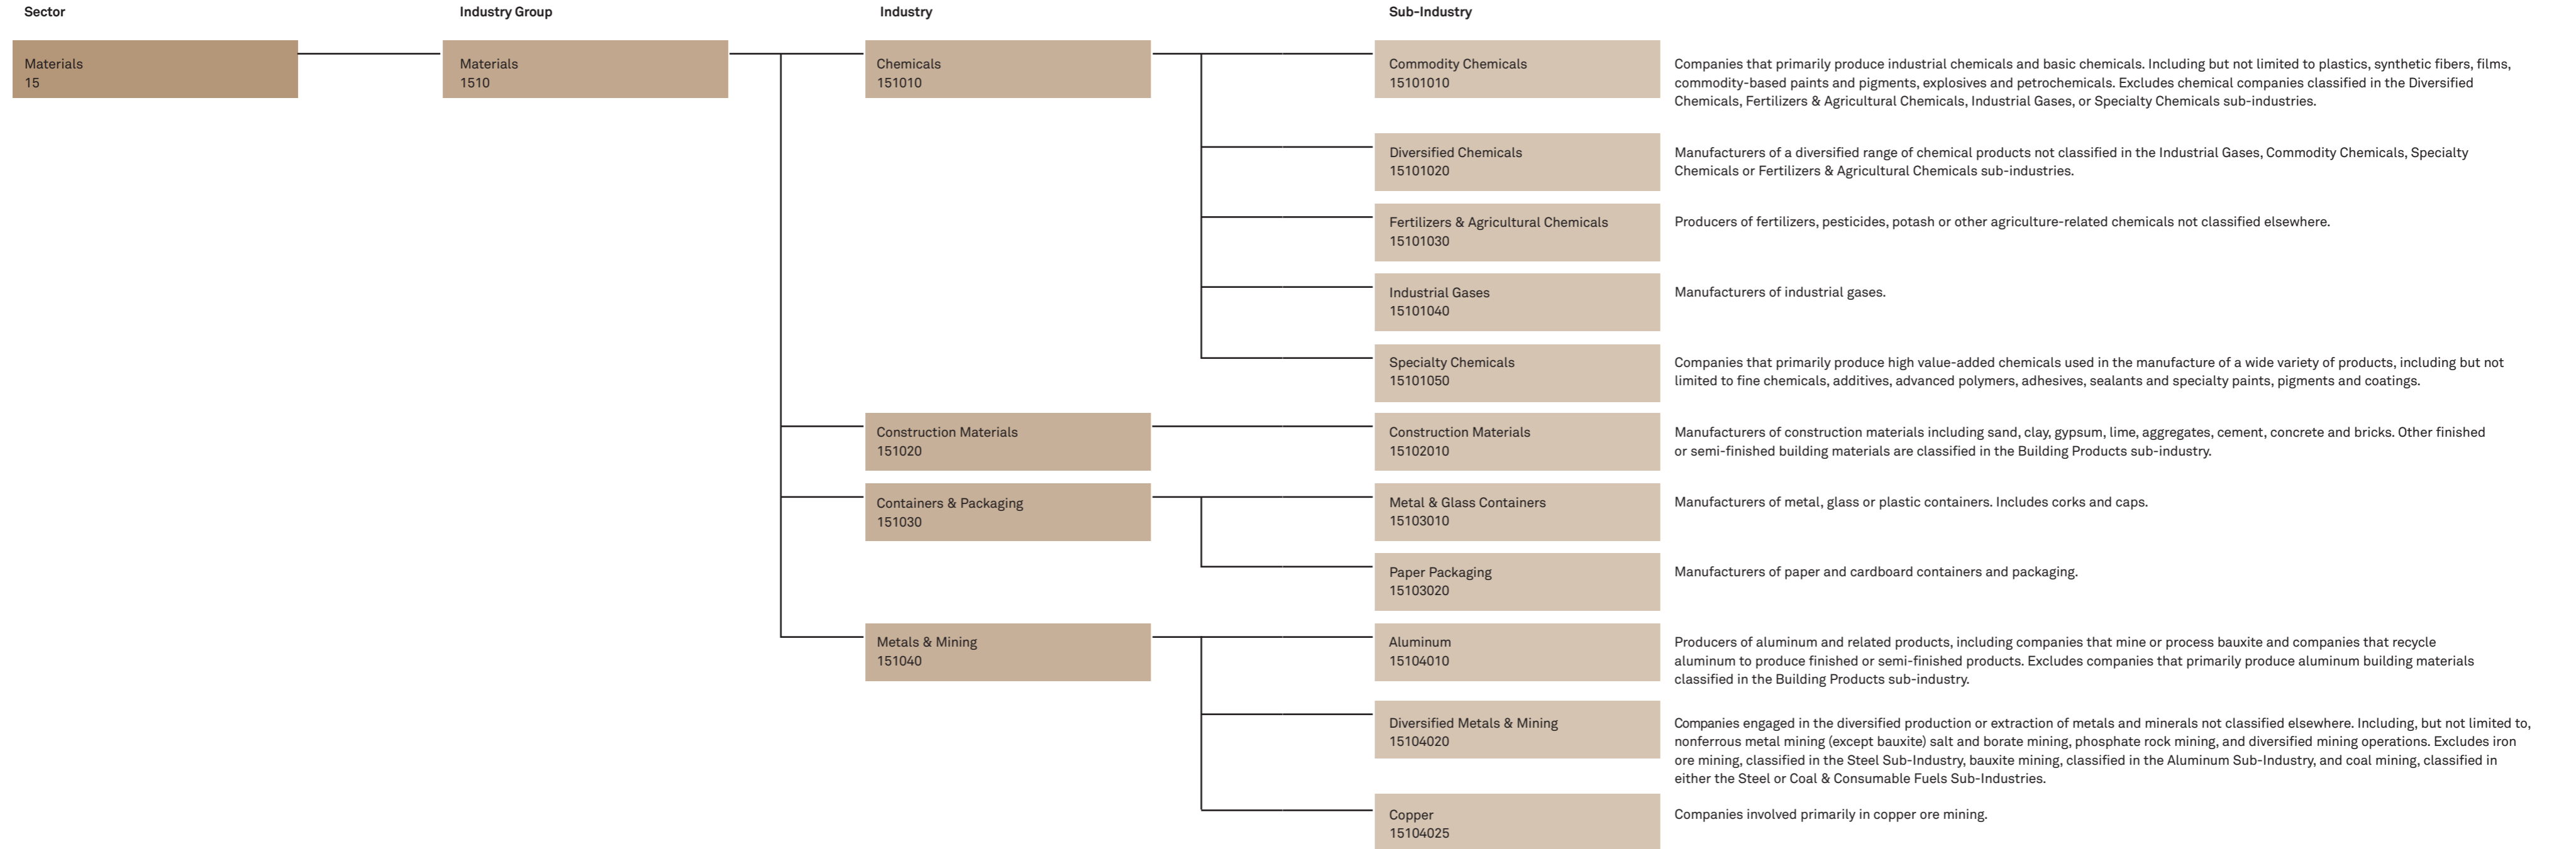 Sector
Industry Group
Industry
Sub-Industry
Materials
15
Materials
1510
Chemicals
151010
Commodity Chemicals
15101010
Companies that primarily produce industrial chemicals and basic chemicals. Including but not limited to plastics, synthetic fibers, films,
commodity-based paints and pigments, explosives and petrochemicals. Excludes chemical companies classified in the Diversified
Chemicals, Fertilizers & Agricultural Chemicals, Industrial Gases, or Specialty Chemicals sub-industries.
Diversified Chemicals
15101020
Manufacturers of a diversified range of chemical products not classified in the Industrial Gases, Commodity Chemicals, Specialty
Chemicals or Fertilizers & Agricultural Chemicals sub-industries.
Fertilizers & Agricultural Chemicals
15101030
Producers of fertilizers, pesticides, potash or other agriculture-related chemicals not classified elsewhere.
Industrial Gases
15101040
Manufacturers of industrial gases.
Specialty Chemicals
15101050
Companies that primarily produce high value-added chemicals used in the manufacture of a wide variety of products, including but not
limited to fine chemicals, additives, advanced polymers, adhesives, sealants and specialty paints, pigments and coatings.
Construction Materials
151020
Construction Materials
15102010
Manufacturers of construction materials including sand, clay, gypsum, lime, aggregates, cement, concrete and bricks. Other finished
or semi-finished building materials are classified in the Building Products sub-industry.
Containers & Packaging
151030
Metal & Glass Containers
15103010
Manufacturers of metal, glass or plastic containers. Includes corks and caps.
Paper Packaging
15103020
Manufacturers of paper and cardboard containers and packaging.
Metals & Mining
151040
Aluminum
15104010
Producers of aluminum and related products, including companies that mine or process bauxite and companies that recycle
aluminum to produce finished or semi-finished products. Excludes companies that primarily produce aluminum building materials
classified in the Building Products sub-industry.
Diversified Metals & Mining
15104020
Companies engaged in the diversified production or extraction of metals and minerals not classified elsewhere. Including, but not limited to,
nonferrous metal mining (except bauxite) salt and borate mining, phosphate rock mining, and diversified mining operations. Excludes iron
ore mining, classified in the Steel Sub-Industry, bauxite mining, classified in the Aluminum Sub-Industry, and coal mining, classified in
either the Steel or Coal & Consumable Fuels Sub-Industries.
Copper
15104025
Companies involved primarily in copper ore mining.